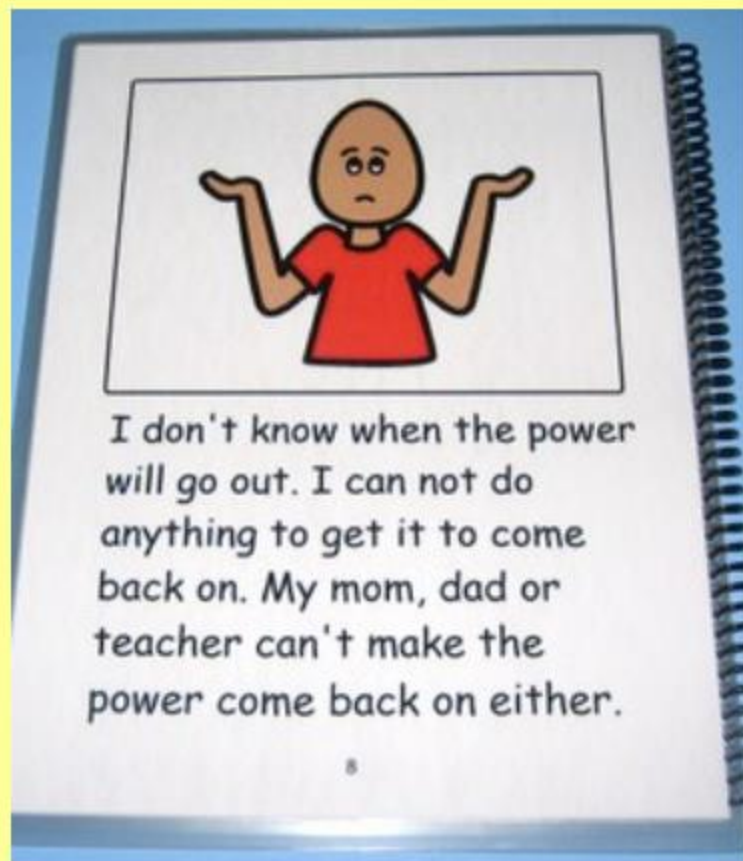 I don't know when the power
will go out. I can not do
anything to get it to come
back on. My mom, dad or
teacher can't make the
power come back on either.
8